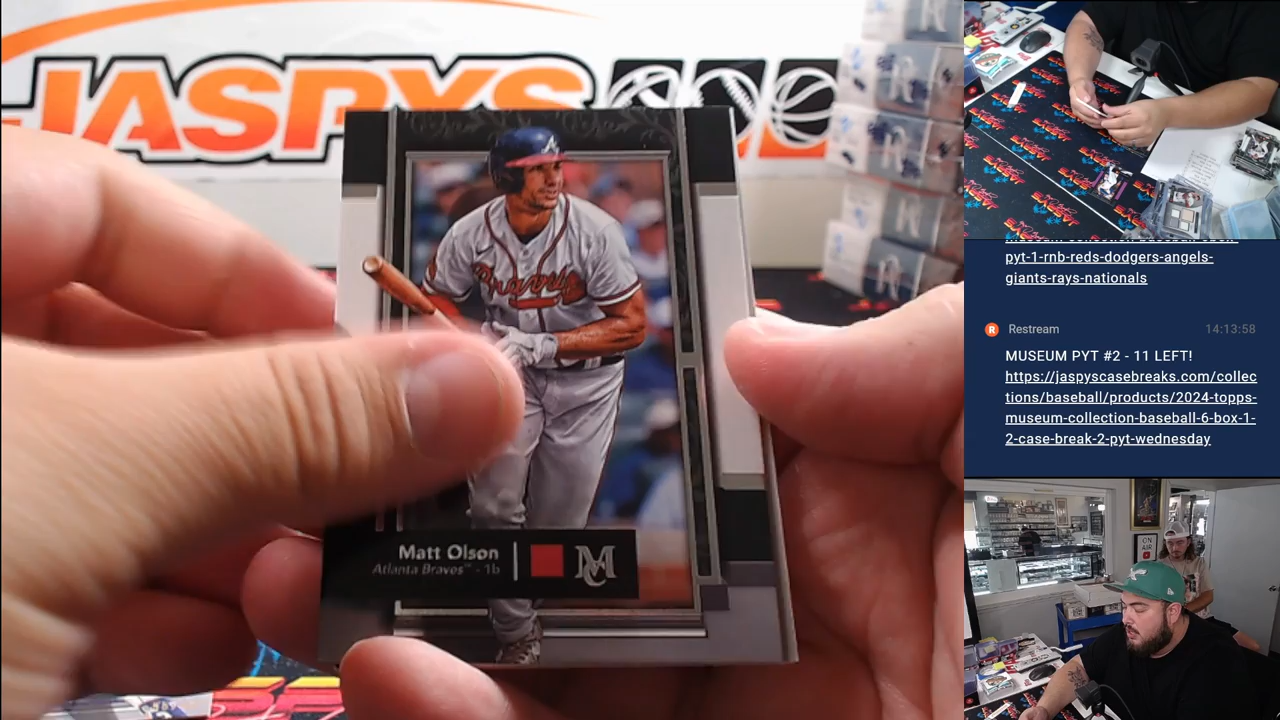 JASPYS
Braves
Matt Olson
Atlanta Braves™ - 1b
MC
pyt-1-rnb-reds-dodgers-angels-
giants-rays-nationals
R Restream 14:13:58
MUSEUM PYT #2 - 11 LEFT!
https://jaspyscasebreaks.com/collec
tions/baseball/products/2024-topps-
museum-collection-baseball-6-box-1-
2-case-break-2-pyt-wednesday
ON
AIR